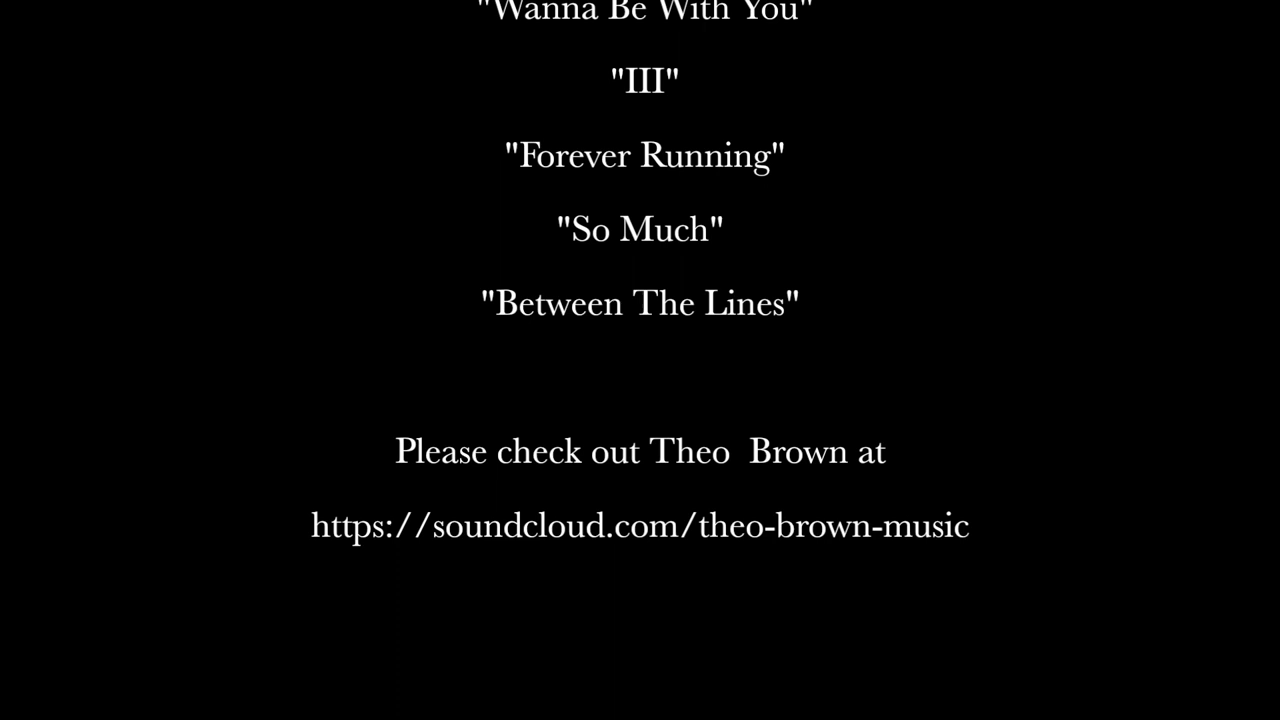 "Wanna Be With You"
"III"
"Forever Running"
"So Much"
"Between The Lines"
Please check out Theo  Brown at
https://soundcloud.com/theo-brown-music